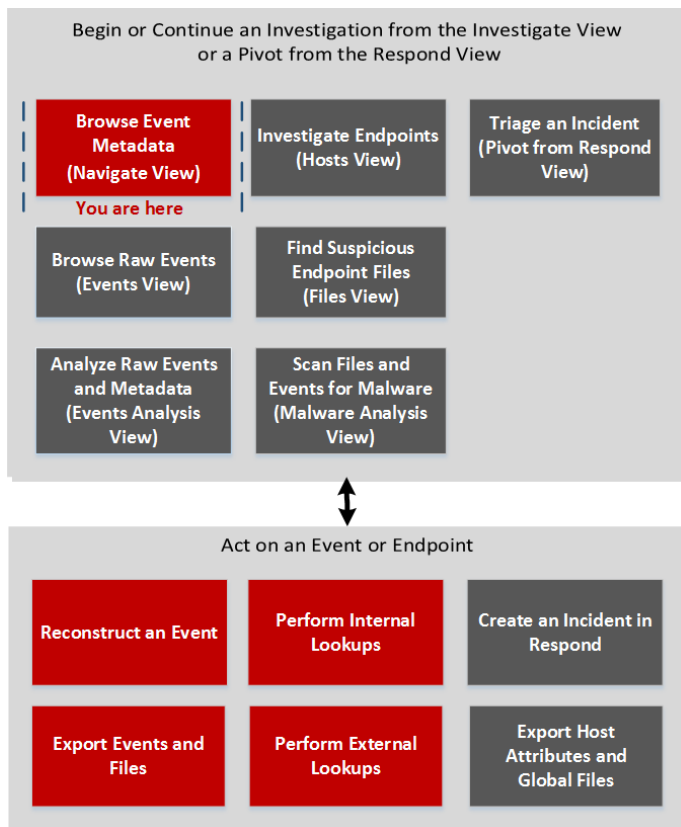 Begin or Continue an Investigation from the Investigate View
or a Pivot from the Respond View
Browse Event
Metadata
(Navigate View)
You are here
Investigate Endpoints
(Hosts View)
Triage an Incident
(Pivot from Respond
View)
Browse Raw Events
(Events View)
Find Suspicious
Endpoint Files
(Files View)
Analyze Raw Events
and Metadata
(Events Analysis
View)
Scan Files and
Events for Malware
(Malware Analysis
View)
Act on an Event or Endpoint
Reconstruct an Event
Perform Internal
Lookups
Create an Incident in
Respond
Export Events and
Files
Perform External
Lookups
Export Host
Attributes and
Global Files